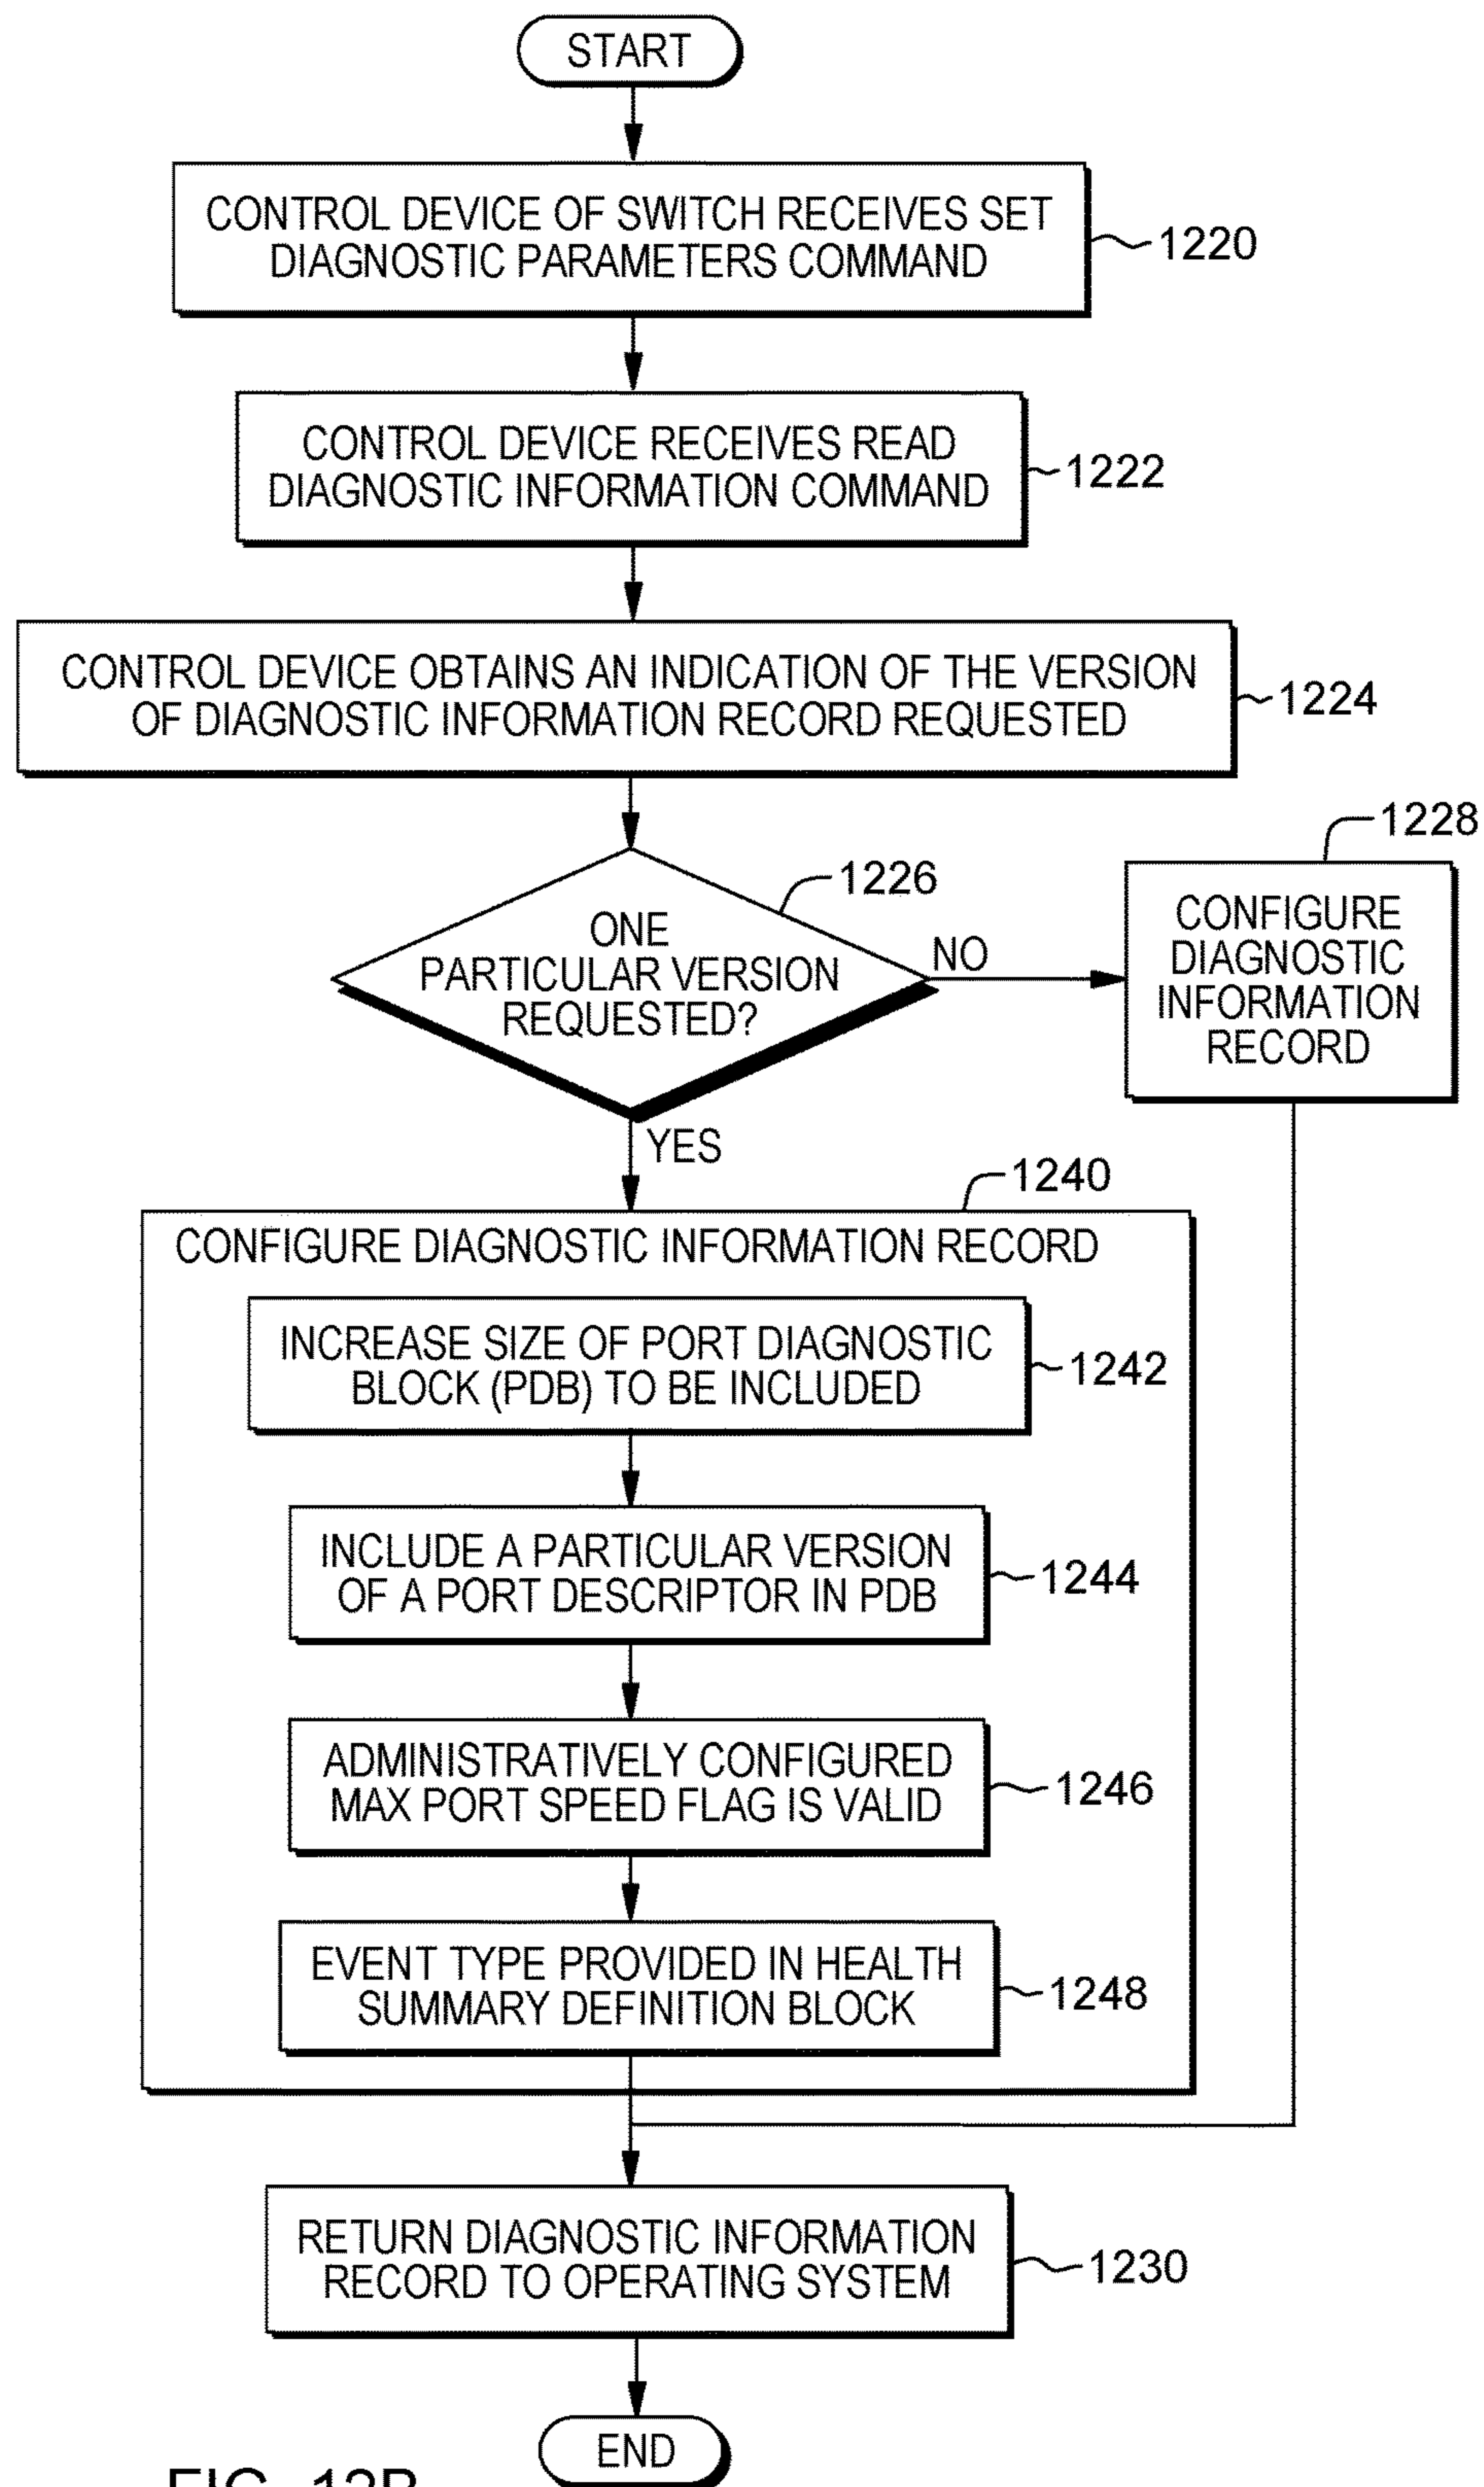 START
CONTROL DEVICE OF SWITCH RECEIVES SET
DIAGNOSTIC PARAMETERS COMMAND
1220
CONTROL DEVICE RECEIVES READ
DIAGNOSTIC INFORMATION COMMAND
1222
CONTROL DEVICE OBTAINS AN INDICATION OF THE VERSION
OF DIAGNOSTIC INFORMATION RECORD REQUESTED
1224
1226
ONE
PARTICULAR VERSION
REQUESTED?
NO
1228
CONFIGURE
DIAGNOSTIC
INFORMATION
RECORD
YES
1240
CONFIGURE DIAGNOSTIC INFORMATION RECORD
INCREASE SIZE OF PORT DIAGNOSTIC
BLOCK (PDB) TO BE INCLUDED
1242
INCLUDE A PARTICULAR VERSION
OF A PORT DESCRIPTOR IN PDB
1244
ADMINISTRATIVELY CONFIGURED
MAX PORT SPEED FLAG IS VALID
1246
EVENT TYPE PROVIDED IN HEALTH
SUMMARY DEFINITION BLOCK
1248
RETURN DIAGNOSTIC INFORMATION
RECORD TO OPERATING SYSTEM
1230
END
FIG. 12B